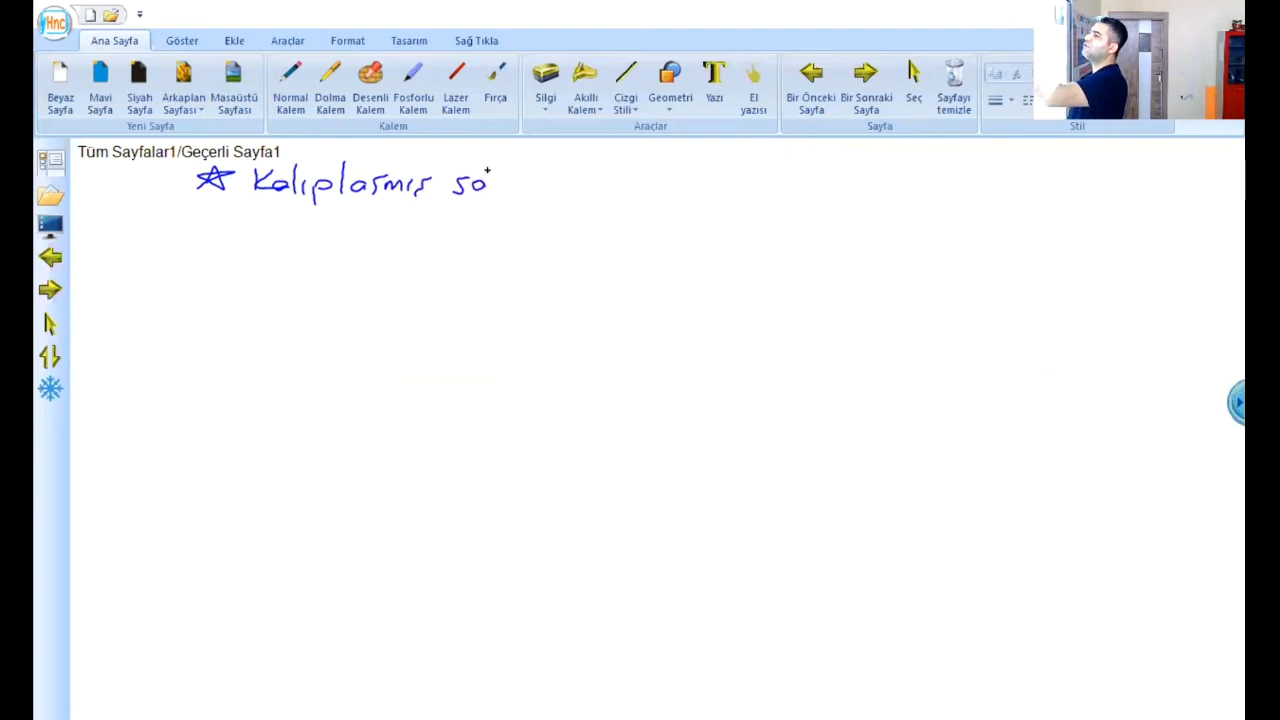 Hnc
Ana Sayfa Göster Ekle Araçlar Format Tasarım Sağ Tıkla
Beyaz Sayfa Mavi Sayfa Siyah Sayfa Arkaplan Sayfası Masaüstü Sayfası Normal Kalem Dolma Kalem Desenli Kalem Fosforlu Kalem Lazer Kalem Fırça Silgi Akıllı Kalem Çizgi Stili Geometri Yazı El yazısı Bir Önceki Sayfa Bir Sonraki Sayfa Seç Sayfayı temizle
Yeni Sayfa Kalem Araçlar Sayfa Stil
Tüm Sayfalar1/Geçerli Sayfa1
Kalıplaşmış so